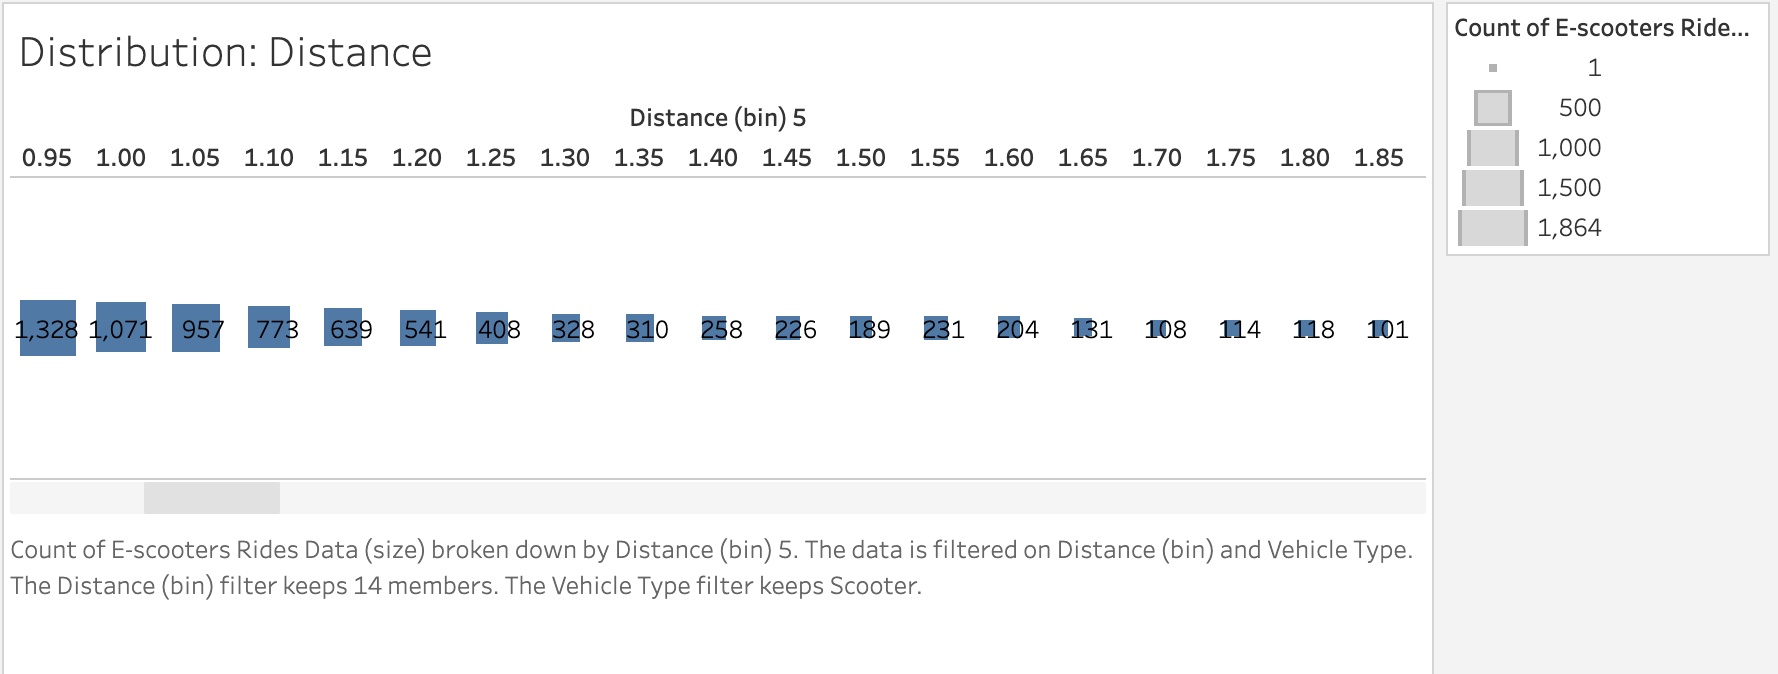 Distribution: Distance
Distance (bin) 5
0.95 1.00 1.05 1.10 1.15 1.20 1.25 1.30 1.35 1.40 1.45 1.50 1.55 1.60 1.65 1.70 1.75 1.80 1.85
1,328 1,071 957 773 639 541 408 328 310 258 226 189 231 204 131 108 114 118 101
Count of E-scooters Rides Data (size) broken down by Distance (bin) 5. The data is filtered on Distance (bin) and Vehicle Type.
The Distance (bin) filter keeps 14 members. The Vehicle Type filter keeps Scooter.
Count of E-scooters Ride...
1
500
1,000
1,500
1,864